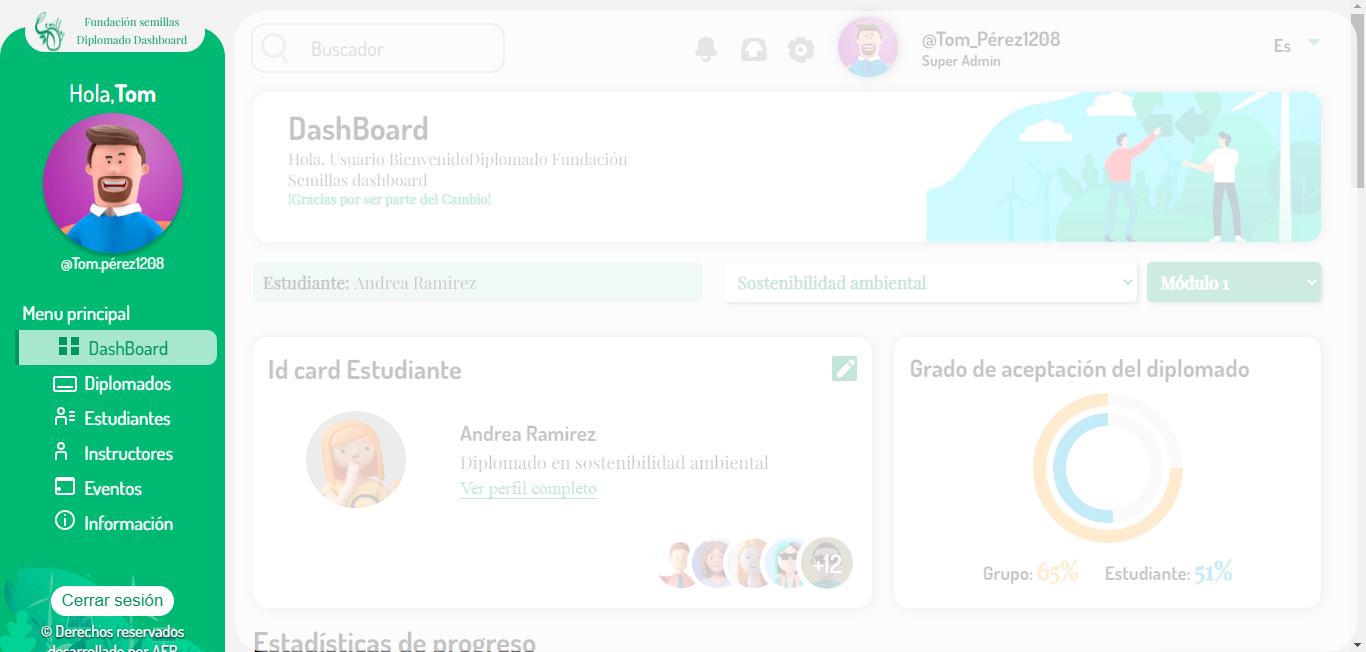 Fundación semillas
Diplomado Dashboard
Hola,Tom
@Tom.pérez1208
Menu principal
DashBoard
Diplomados
Estudiantes
Instructores
Eventos
Información
Cerrar sesión
© Derechos reservados
desarrollado por AFP
Buscador
@Tom_Pérez1208
Super Admin
Es
DashBoard
Hola, Usuario BienvenidoDiplomado Fundación
Semillas dashboard
!Gracias por ser parte del Cambio!
Estudiante: Andrea Ramirez
Sostenibilidad ambiental
Módulo 1
Id card Estudiante
Andrea Ramirez
Diplomado en sostenibilidad ambiental
Ver perfil completo
+12
Grado de aceptación del diplomado
Grupo: 65% Estudiante: 51%
Estadísticas de progreso